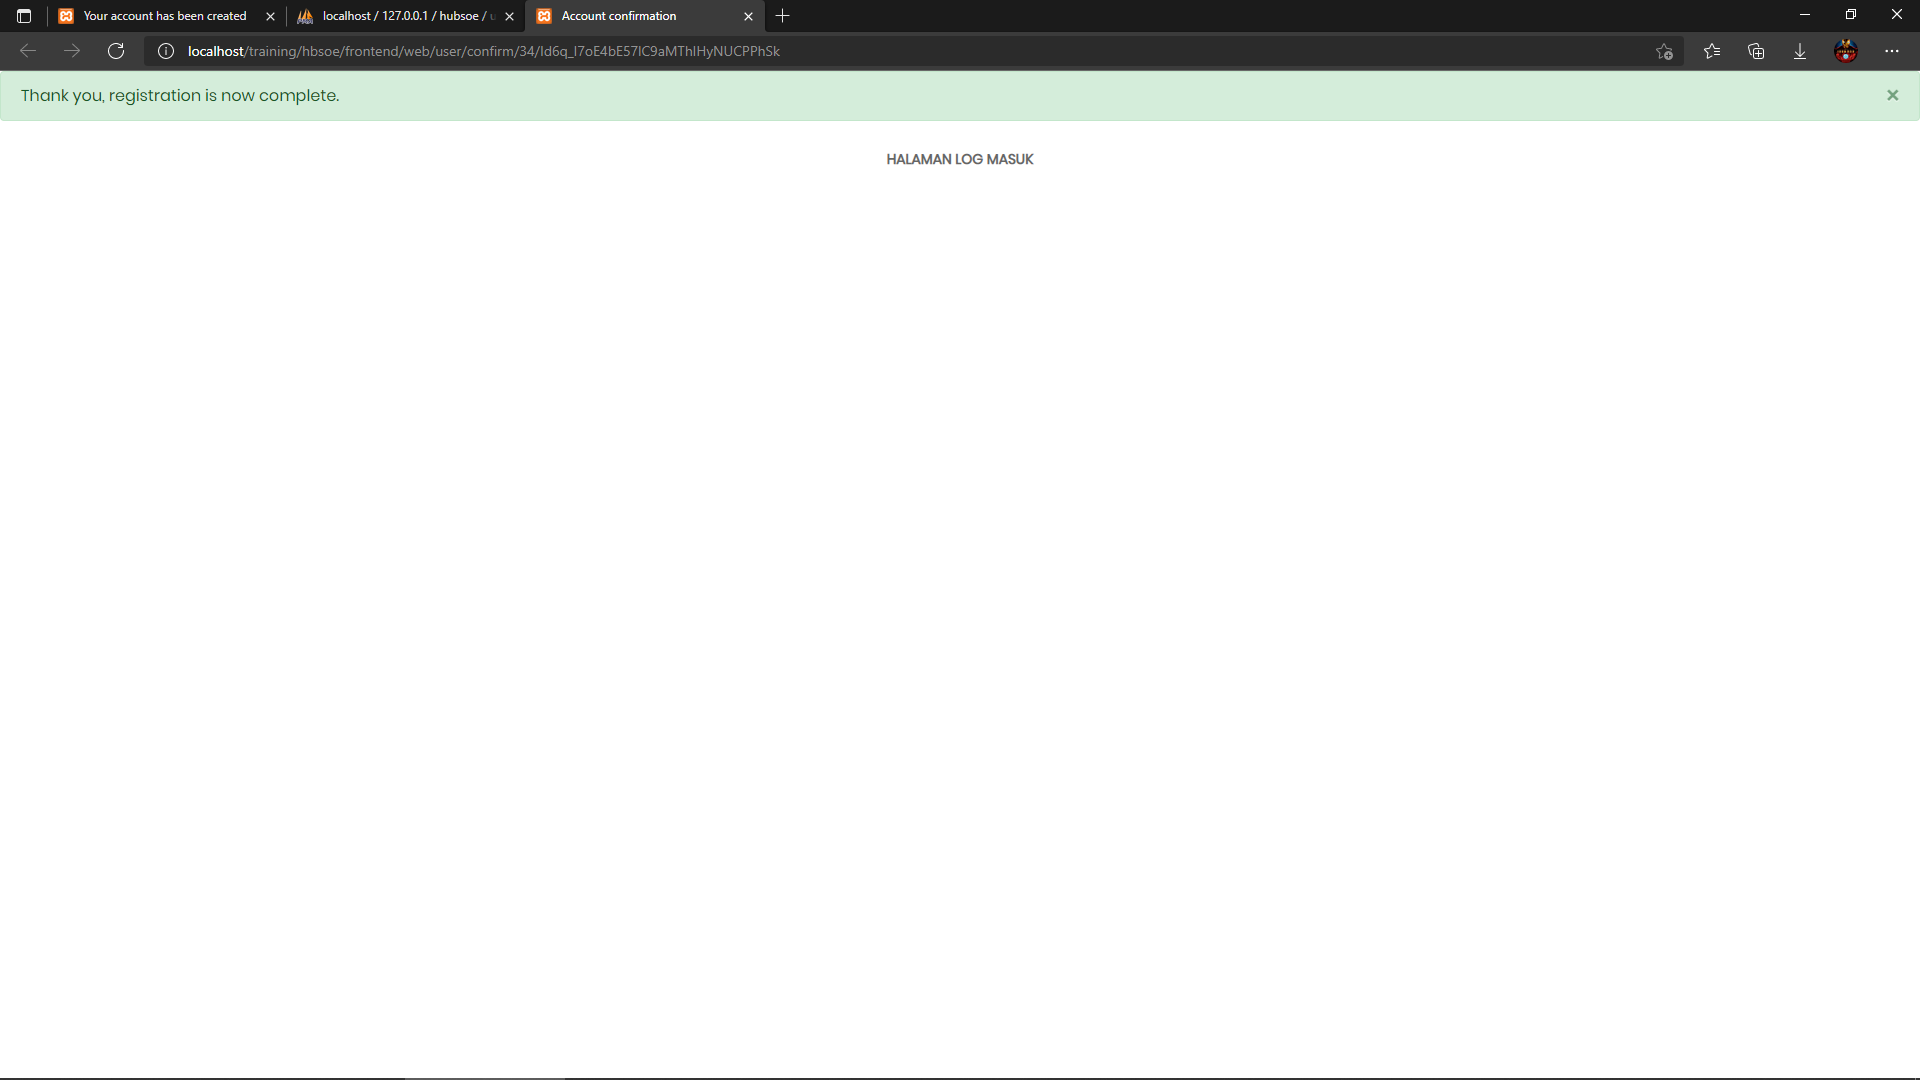 Your account has been created
localhost / 127.0.0.1 / hubsoe / u
Account confirmation
localhost/training/hbsoe/frontend/web/user/confirm/34/Id6q_I7oE4bE57IC9aMThIHyNUCPPhSk
Thank you, registration is now complete.
HALAMAN LOG MASUK